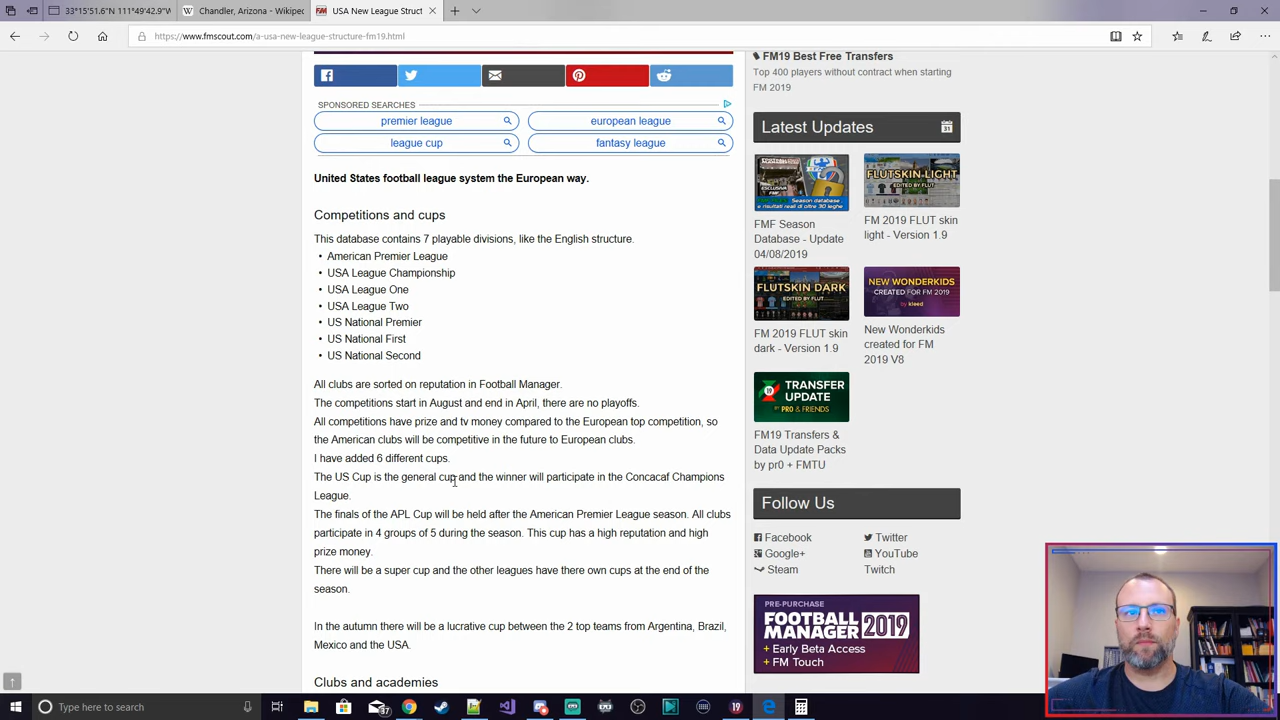 33°15'51.6"N 111°49'42.9"V
Chandler, Arizona - Wikiped
USA New League Struct
https://www.fmscout.com/a-usa-new-league-structure-fm19.html
SPONSORED SEARCHES
premier league
european league
league cup
fantasy league
United States football league system the European way.
Competitions and cups
This database contains 7 playable divisions, like the English structure.
• American Premier League
• USA League Championship
• USA League One
• USA League Two
• US National Premier
• US National First
• US National Second
All clubs are sorted on reputation in Football Manager.
The competitions start in August and end in April, there are no playoffs.
All competitions have prize and tv money compared to the European top competition, so
the American clubs will be competitive in the future to European clubs.
I have added 6 different cups.
The US Cup is the general cup and the winner will participate in the Concacaf Champions
League.
The finals of the APL Cup will be held after the American Premier League season. All clubs
participate in 4 groups of 5 during the season. This cup has a high reputation and high
prize money.
There will be a super cup and the other leagues have there own cups at the end of the
season.
In the autumn there will be a lucrative cup between the 2 top teams from Argentina, Brazil,
Mexico and the USA.
Clubs and academies
FM19 Best Free Transfers
Top 400 players without contract when starting
FM 2019
Latest Updates
FMF Season
Database - Update
04/08/2019
FLUTSKIN LIGHT
EDITED BY FLUT
FM 2019 FLUT skin
light - Version 1.9
FLUTSKIN DARK
EDITED BY FLUT
FM 2019 FLUT skin
dark - Version 1.9
NEW WONDERKIDS
CREATED FOR FM 2019
by kleed
New Wonderkids
created for FM
2019 V8
TRANSFER
UPDATE
BY PR0 & FRIENDS
FM19 Transfers &
Data Update Packs
by pr0 + FMTU
Follow Us
Facebook
Twitter
Google+
YouTube
Steam
Twitch
PRE-PURCHASE
FOOTBALL
MANAGER 2019
+ Early Beta Access
+ FM Touch
Type here to search